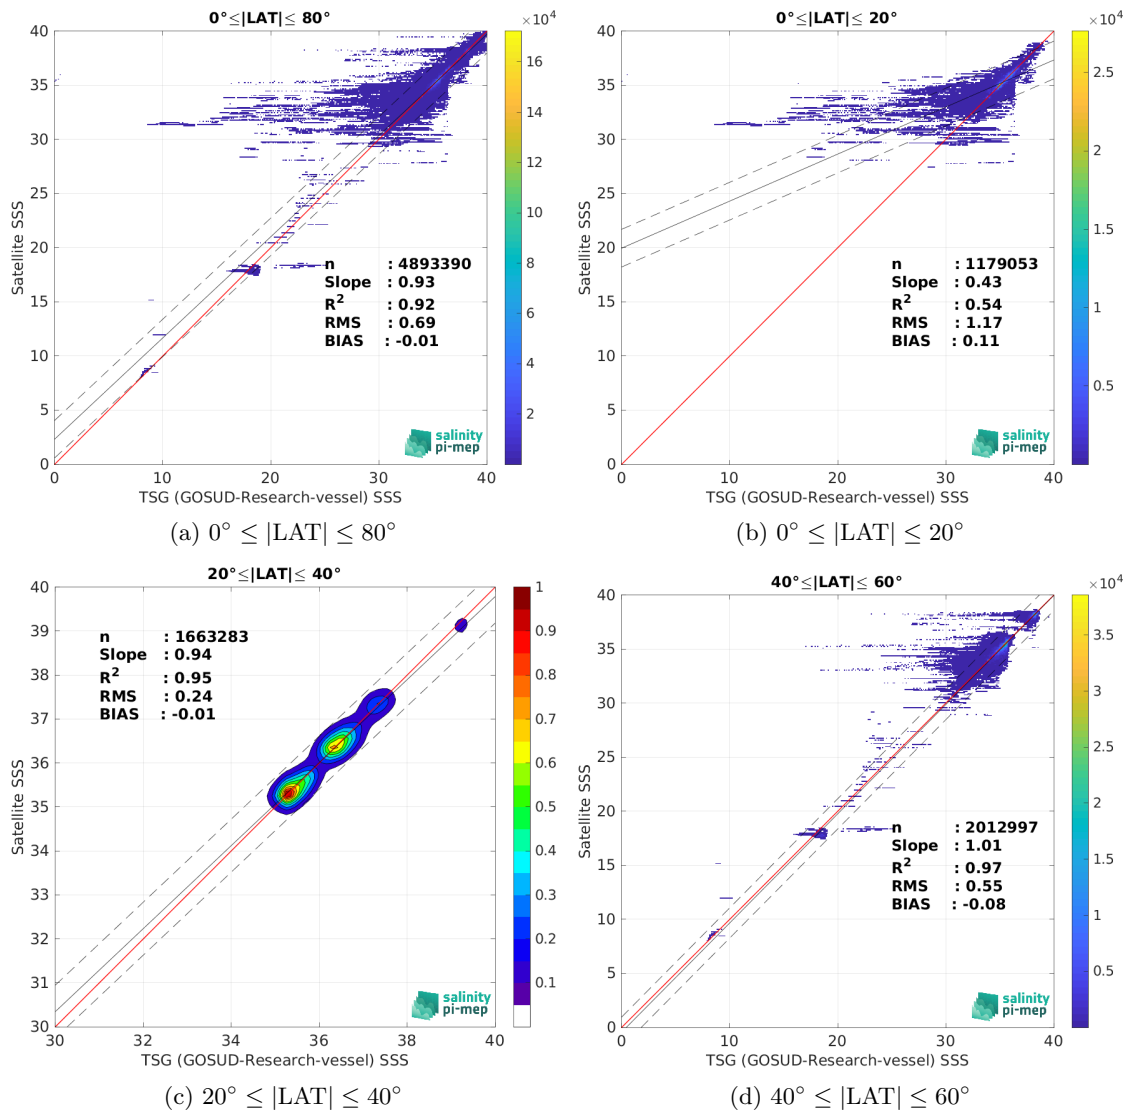 0°≤|LAT|≤ 80°
×10⁴
40
35
30
25
20
15
10
5
0
0 10 20 30 40
Satellite SSS
TSG (GOSUD-Research-vessel) SSS
n : 4893390
Slope : 0.93
R² : 0.92
RMS : 0.69
BIAS : -0.01
salinity
pi-mep
16
14
12
10
8
6
4
2
(a) 0° ≤ |LAT| ≤ 80°
0°≤|LAT|≤ 20°
×10⁴
40
35
30
25
20
15
10
5
0
0 10 20 30 40
Satellite SSS
TSG (GOSUD-Research-vessel) SSS
n : 1179053
Slope : 0.43
R² : 0.54
RMS : 1.17
BIAS : 0.11
salinity
pi-mep
2.5
2
1.5
1
0.5
(b) 0° ≤ |LAT| ≤ 20°
20°≤|LAT|≤ 40°
40
39
38
37
36
35
34
33
32
31
30
30 32 34 36 38 40
Satellite SSS
TSG (GOSUD-Research-vessel) SSS
n : 1663283
Slope : 0.94
R² : 0.95
RMS : 0.24
BIAS : -0.01
salinity
pi-mep
1
0.9
0.8
0.7
0.6
0.5
0.4
0.3
0.2
0.1
(c) 20° ≤ |LAT| ≤ 40°
40°≤|LAT|≤ 60°
×10⁴
40
35
30
25
20
15
10
5
0
0 10 20 30 40
Satellite SSS
TSG (GOSUD-Research-vessel) SSS
n : 2012997
Slope : 1.01
R² : 0.97
RMS : 0.55
BIAS : -0.08
salinity
pi-mep
3.5
3
2.5
2
1.5
1
0.5
(d) 40° ≤ |LAT| ≤ 60°